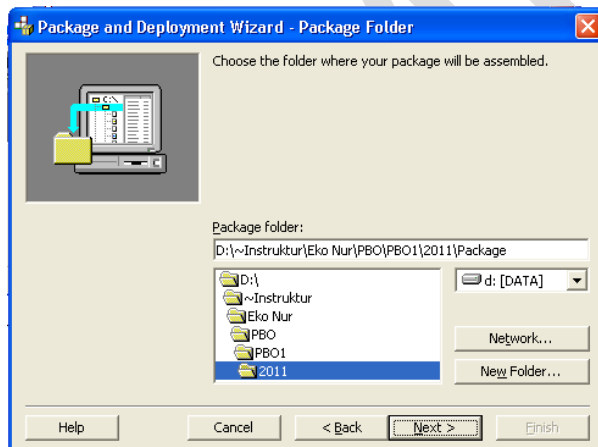 Package and Deployment Wizard - Package Folder
Choose the folder where your package will be assembled.
C:\
Package folder:
D:\~Instruktur\Eko Nur\PBO\PBO1\2011\Package
D:\
~Instruktur
Eko Nur
PBO
PBO1
2011
d: [DATA]
Network...
New Folder...
Help
Cancel
< Back
Next >
Finish